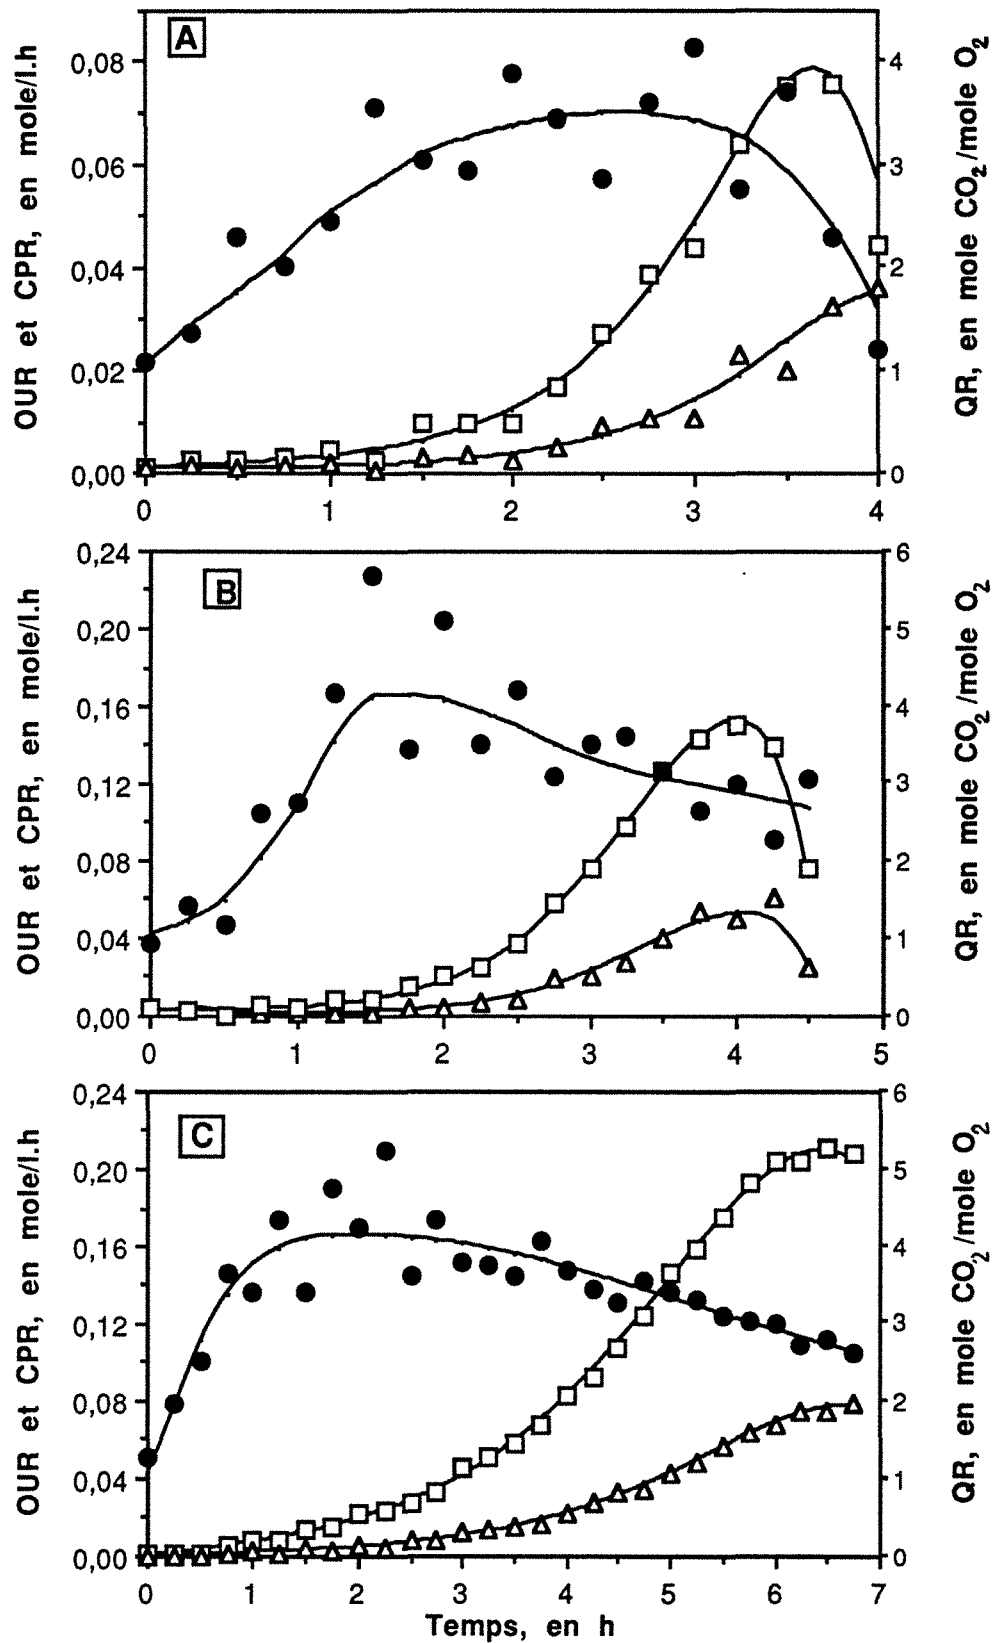 A
OUR et CPR, en mole/l.h
0,08
0,06
0,04
0,02
0,00
4
3
2
1
0
QR, en mole CO2/mole O2
0 1 2 3 4
B
OUR et CPR, en mole/l.h
0,24
0,20
0,16
0,12
0,08
0,04
0,00
6
5
4
3
2
1
0
QR, en mole CO2/mole O2
0 1 2 3 4 5
C
OUR et CPR, en mole/l.h
0,24
0,20
0,16
0,12
0,08
0,04
0,00
6
5
4
3
2
1
0
QR, en mole CO2/mole O2
0 1 2 3 4 5 6 7
Temps, en h